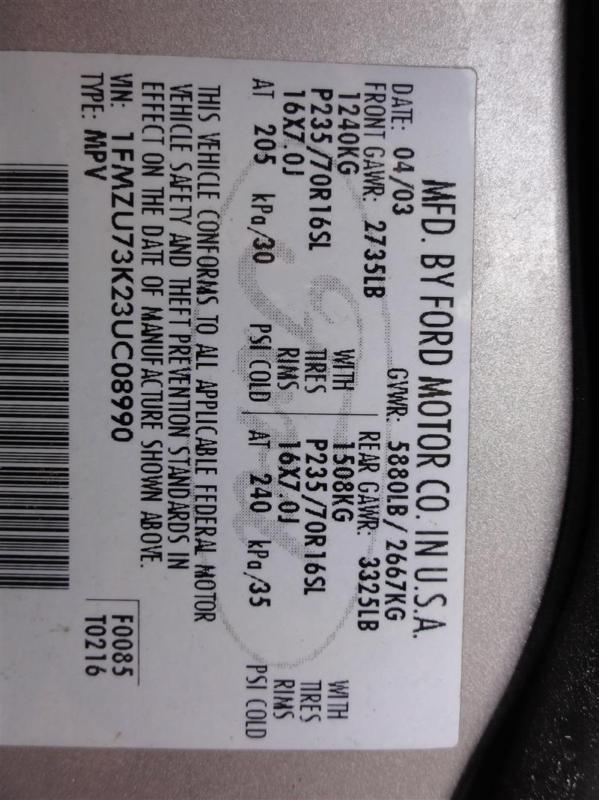 MFD. BY FORD MOTOR CO. IN U.S.A.
DATE: 04/03 GVWR: 5880LB / 2667KG
FRONT GAWR: 2735LB REAR GAWR: 3325LB
1240KG WITH 1508KG WITH
P235/70R16SL TIRES P235/70R16SL TIRES
16X7.0J RIMS 16X7.0J RIMS
AT 205 kPa/30 PSI COLD AT 240 kPa/35 PSI COLD
THIS VEHICLE CONFORMS TO ALL APPLICABLE FEDERAL MOTOR
VEHICLE SAFETY AND THEFT PREVENTION STANDARDS IN
EFFECT ON THE DATE OF MANUFACTURE SHOWN ABOVE.
VIN: 1FMZU73K23UC08990 F0085
TYPE: MPV T0216